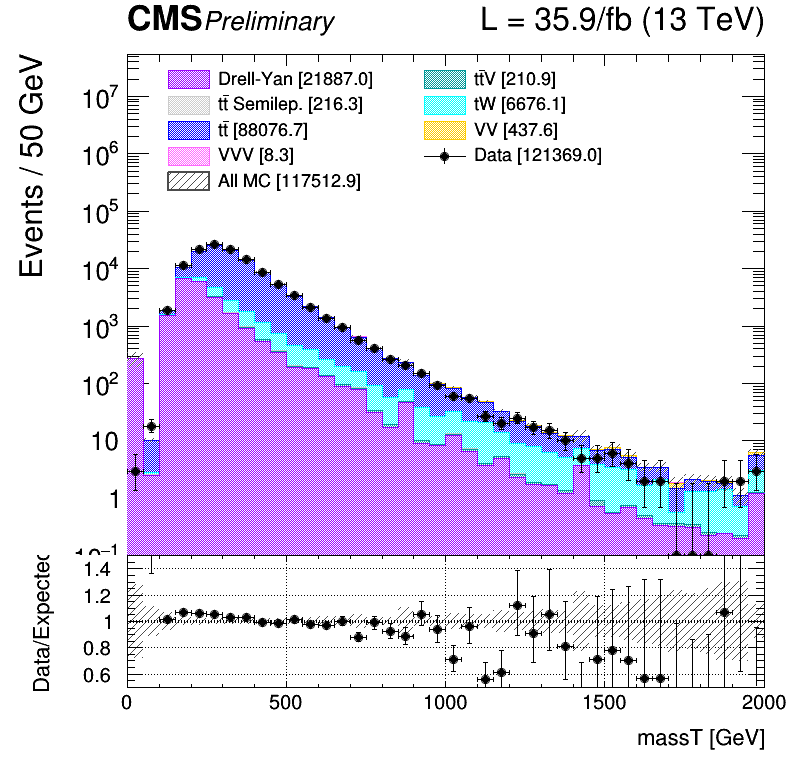 CMS Preliminary L = 35.9/fb (13 TeV)
Events / 50 GeV
Drell-Yan [21887.0]
tt̄ Semilep. [216.3]
tt̄ [88076.7]
VVV [8.3]
All MC [117512.9]
tt̄V [210.9]
tW [6676.1]
VV [437.6]
Data [121369.0]
10⁷
10⁶
10⁵
10⁴
10³
10²
10
1
10⁻¹
Data/Expected
1.4
1.2
1
0.8
0.6
0 500 1000 1500 2000
massT [GeV]